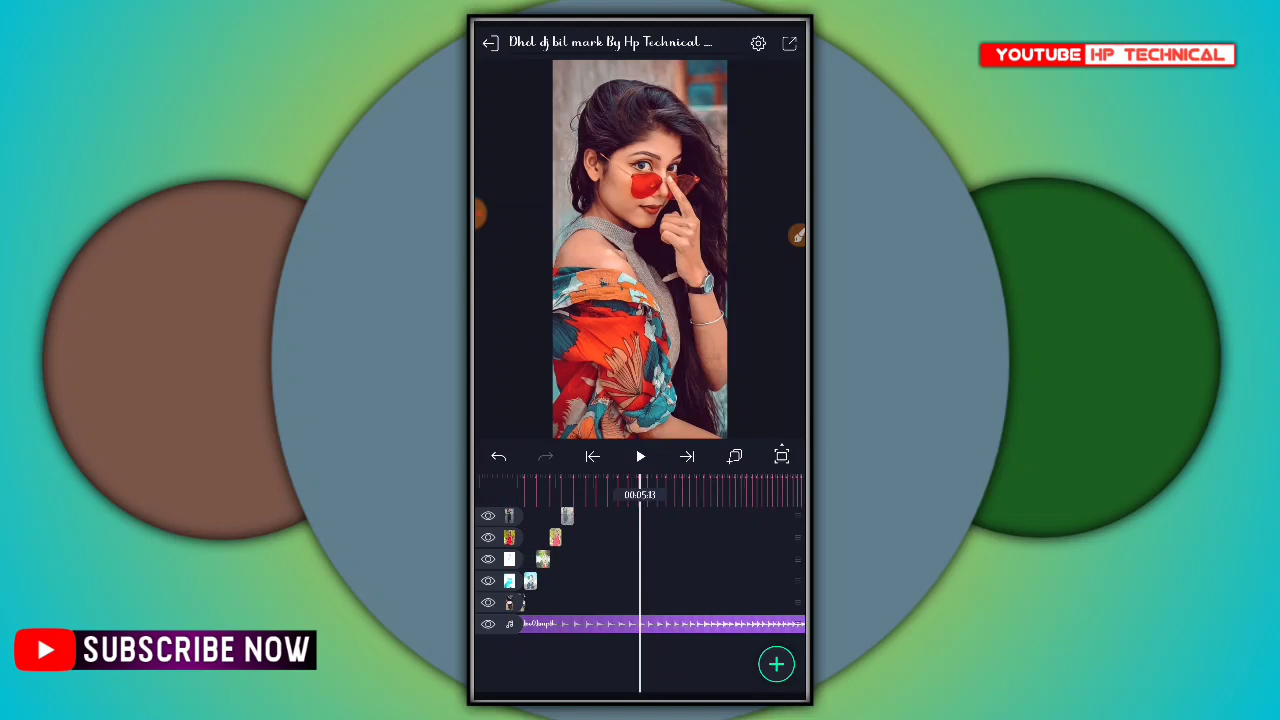 Dhol dj bit mark By Hp Technical ....
YOUTUBE HP TECHNICAL
00:05:13
SUBSCRIBE NOW